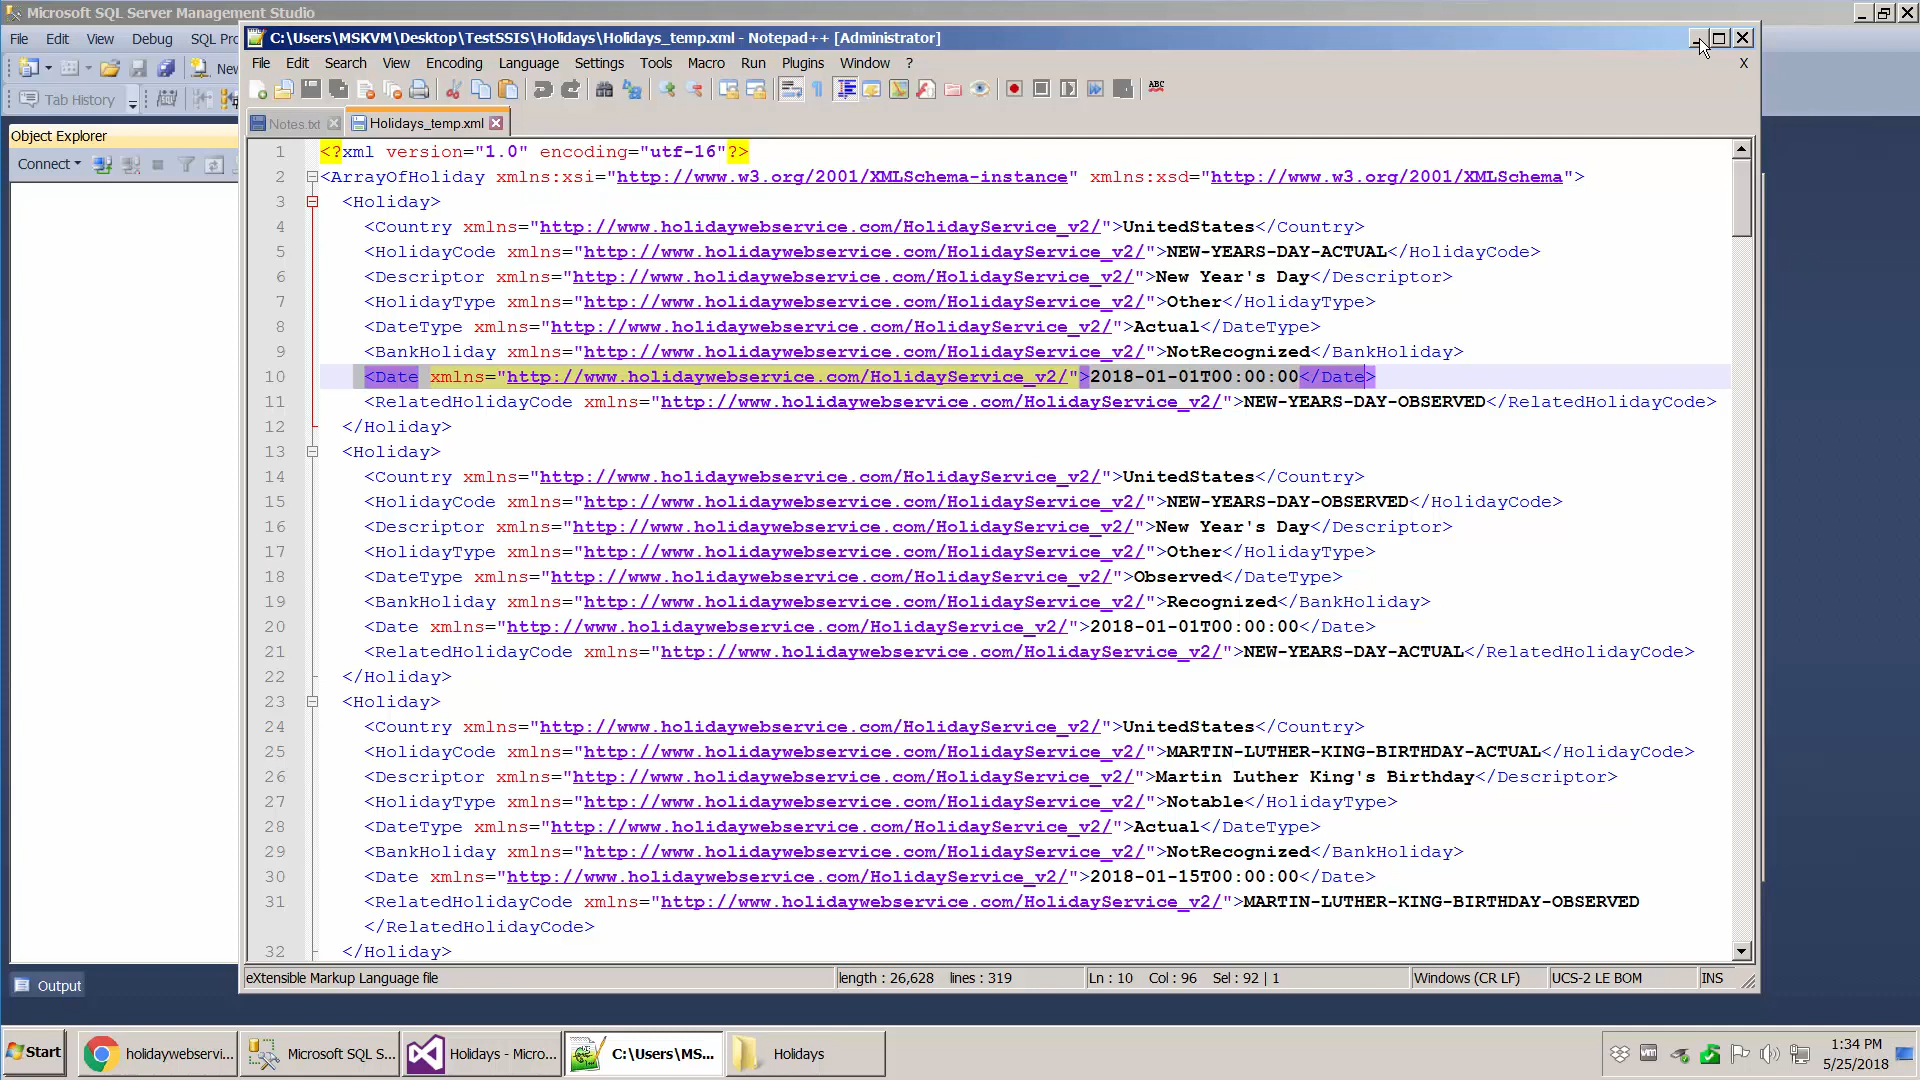 Microsoft SQL Server Management Studio
File Edit View Debug SQL Pro
New
Tab History
Object Explorer
Connect
Output
C:\Users\MSKVM\Desktop\TestSSIS\Holidays\Holidays_temp.xml - Notepad++ [Administrator]
File Edit Search View Encoding Language Settings Tools Macro Run Plugins Window ? X
ABC
Notes.txt Holidays_temp.xml
1 <?xml version="1.0" encoding="utf-16"?>
2 <ArrayOfHoliday xmlns:xsi="http://www.w3.org/2001/XMLSchema-instance" xmlns:xsd="http://www.w3.org/2001/XMLSchema">
3 <Holiday>
4 <Country xmlns="http://www.holidaywebservice.com/HolidayService_v2/">UnitedStates</Country>
5 <HolidayCode xmlns="http://www.holidaywebservice.com/HolidayService_v2/">NEW-YEARS-DAY-ACTUAL</HolidayCode>
6 <Descriptor xmlns="http://www.holidaywebservice.com/HolidayService_v2/">New Year's Day</Descriptor>
7 <HolidayType xmlns="http://www.holidaywebservice.com/HolidayService_v2/">Other</HolidayType>
8 <DateType xmlns="http://www.holidaywebservice.com/HolidayService_v2/">Actual</DateType>
9 <BankHoliday xmlns="http://www.holidaywebservice.com/HolidayService_v2/">NotRecognized</BankHoliday>
10 <Date xmlns="http://www.holidaywebservice.com/HolidayService_v2/">2018-01-01T00:00:00</Date>
11 <RelatedHolidayCode xmlns="http://www.holidaywebservice.com/HolidayService_v2/">NEW-YEARS-DAY-OBSERVED</RelatedHolidayCode>
12 </Holiday>
13 <Holiday>
14 <Country xmlns="http://www.holidaywebservice.com/HolidayService_v2/">UnitedStates</Country>
15 <HolidayCode xmlns="http://www.holidaywebservice.com/HolidayService_v2/">NEW-YEARS-DAY-OBSERVED</HolidayCode>
16 <Descriptor xmlns="http://www.holidaywebservice.com/HolidayService_v2/">New Year's Day</Descriptor>
17 <HolidayType xmlns="http://www.holidaywebservice.com/HolidayService_v2/">Other</HolidayType>
18 <DateType xmlns="http://www.holidaywebservice.com/HolidayService_v2/">Observed</DateType>
19 <BankHoliday xmlns="http://www.holidaywebservice.com/HolidayService_v2/">Recognized</BankHoliday>
20 <Date xmlns="http://www.holidaywebservice.com/HolidayService_v2/">2018-01-01T00:00:00</Date>
21 <RelatedHolidayCode xmlns="http://www.holidaywebservice.com/HolidayService_v2/">NEW-YEARS-DAY-ACTUAL</RelatedHolidayCode>
22 </Holiday>
23 <Holiday>
24 <Country xmlns="http://www.holidaywebservice.com/HolidayService_v2/">UnitedStates</Country>
25 <HolidayCode xmlns="http://www.holidaywebservice.com/HolidayService_v2/">MARTIN-LUTHER-KING-BIRTHDAY-ACTUAL</HolidayCode>
26 <Descriptor xmlns="http://www.holidaywebservice.com/HolidayService_v2/">Martin Luther King's Birthday</Descriptor>
27 <HolidayType xmlns="http://www.holidaywebservice.com/HolidayService_v2/">Notable</HolidayType>
28 <DateType xmlns="http://www.holidaywebservice.com/HolidayService_v2/">Actual</DateType>
29 <BankHoliday xmlns="http://www.holidaywebservice.com/HolidayService_v2/">NotRecognized</BankHoliday>
30 <Date xmlns="http://www.holidaywebservice.com/HolidayService_v2/">2018-01-15T00:00:00</Date>
31 <RelatedHolidayCode xmlns="http://www.holidaywebservice.com/HolidayService_v2/">MARTIN-LUTHER-KING-BIRTHDAY-OBSERVED
</RelatedHolidayCode>
32 </Holiday>
eXtensible Markup Language file length : 26,628 lines : 319 Ln : 10 Col : 96 Sel : 92 | 1 Windows (CR LF) UCS-2 LE BOM INS
Start holidaywebservi... Microsoft SQL S... Holidays - Micro... C:\Users\MS... Holidays
1:34 PM
5/25/2018